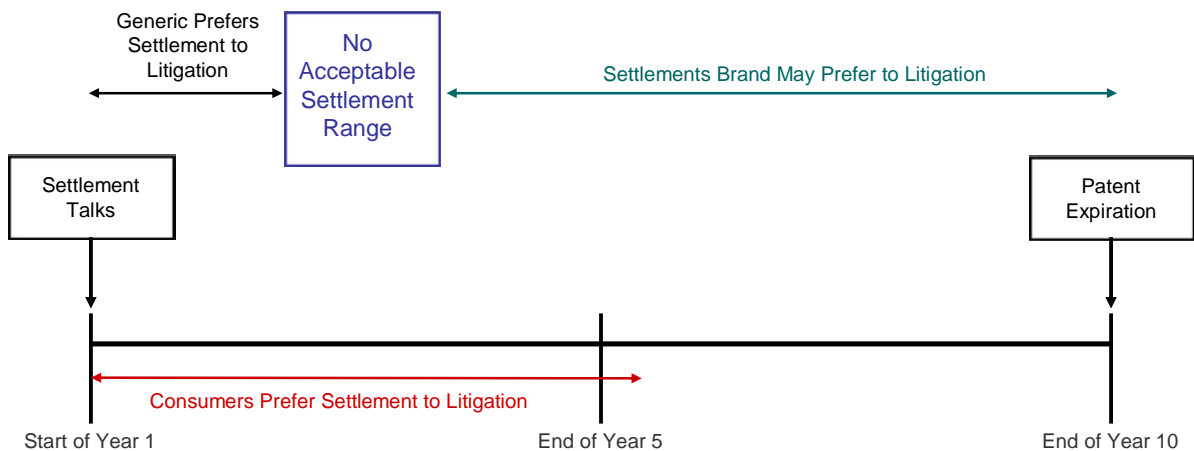 Generic Prefers
Settlement to
Litigation
No
Acceptable
Settlement
Range
Settlements Brand May Prefer to Litigation
Settlement
Talks
Patent
Expiration
Consumers Prefer Settlement to Litigation
Start of Year 1
End of Year 5
End of Year 10